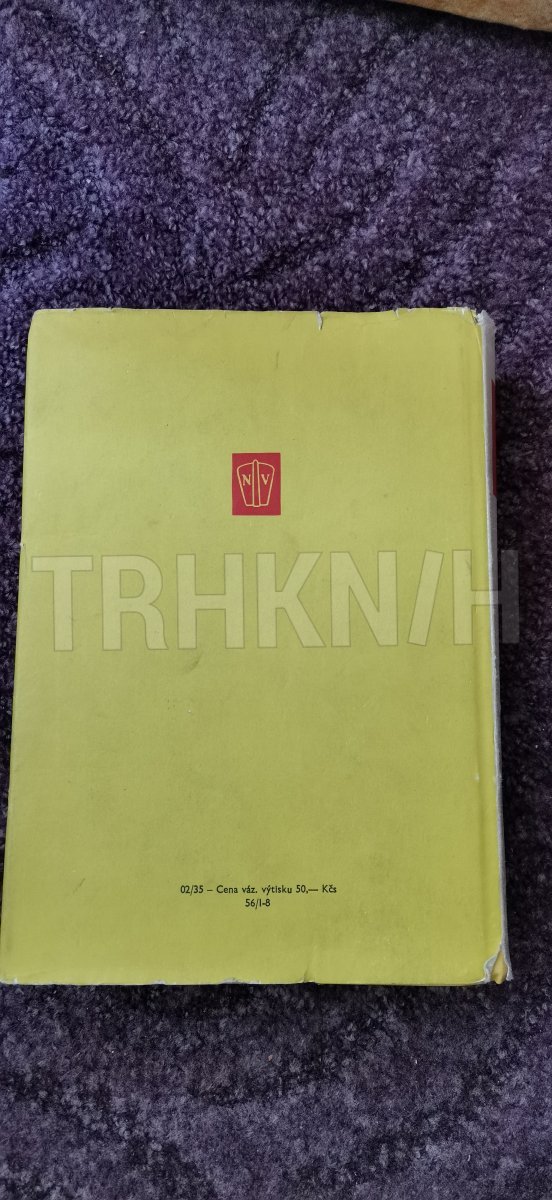 N V
TRHKNIH
02/35 – Cena váz. výtisku 50,— Kčs
56/I-8